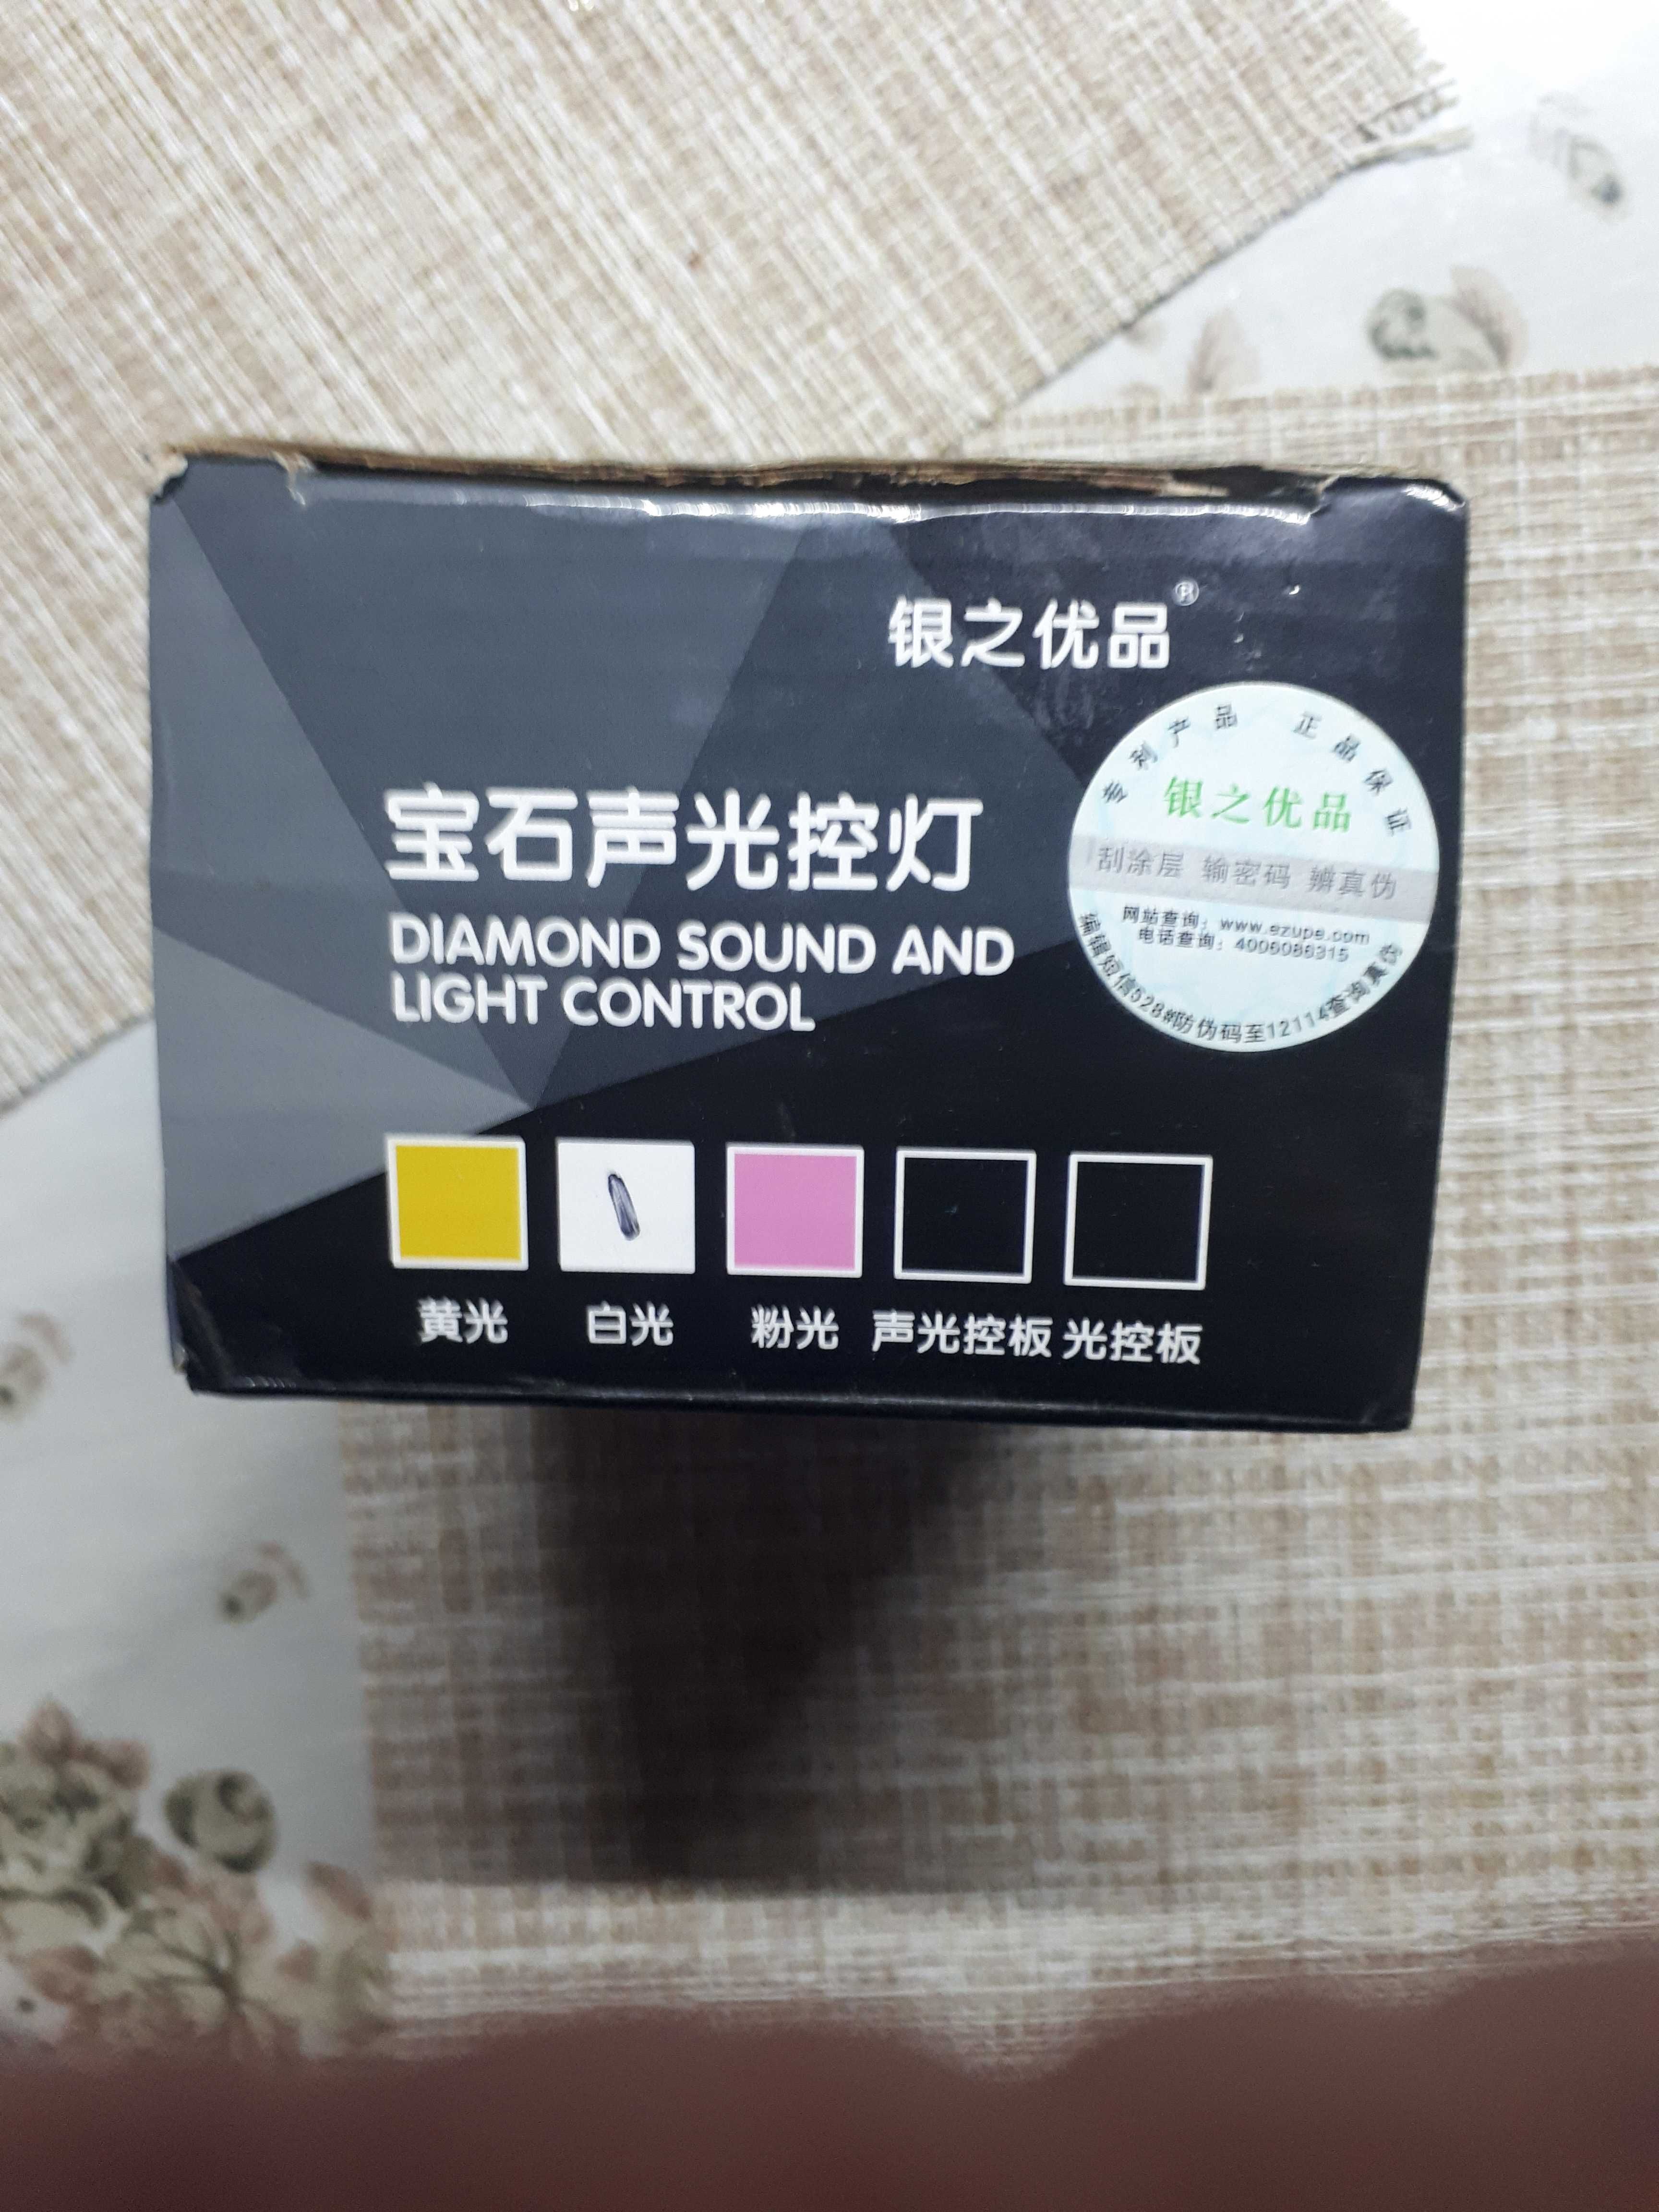 银之优品®
宝石声光控灯
DIAMOND SOUND AND
LIGHT CONTROL
专利产品 正品保证
银之优品
刮涂层 输密码 辨真伪
网站查询：www.ezupe.com
电话查询：4006086315
编辑短信528#防伪码至12114查询真伪
黄光 白光 粉光 声光控板 光控板